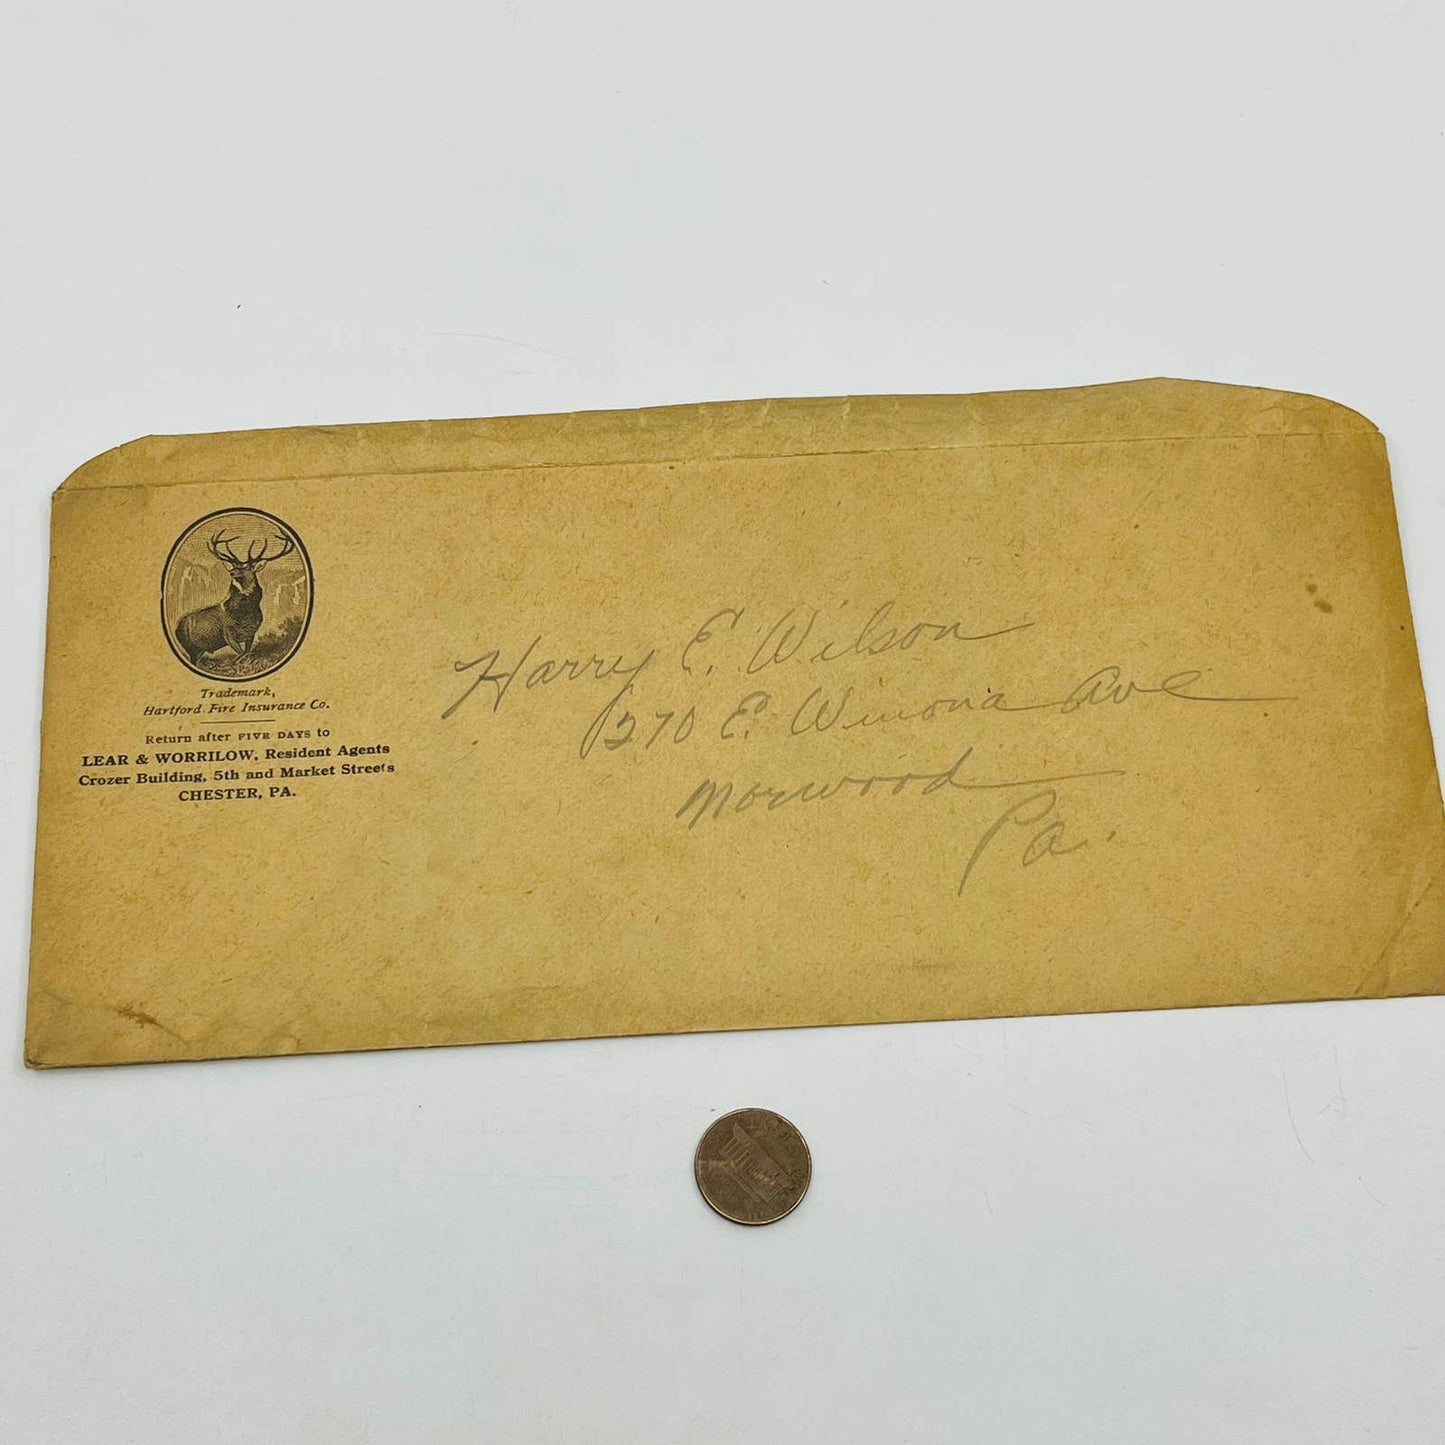 Trademark,
Hartford Fire Insurance Co.
Return after FIVE DAYS to
LEAR & WORRILOW, Resident Agents
Crozer Building, 5th and Market Streets
CHESTER, PA.
Harry E. Wilson
270 E. Winona Ave
Norwood
Pa.